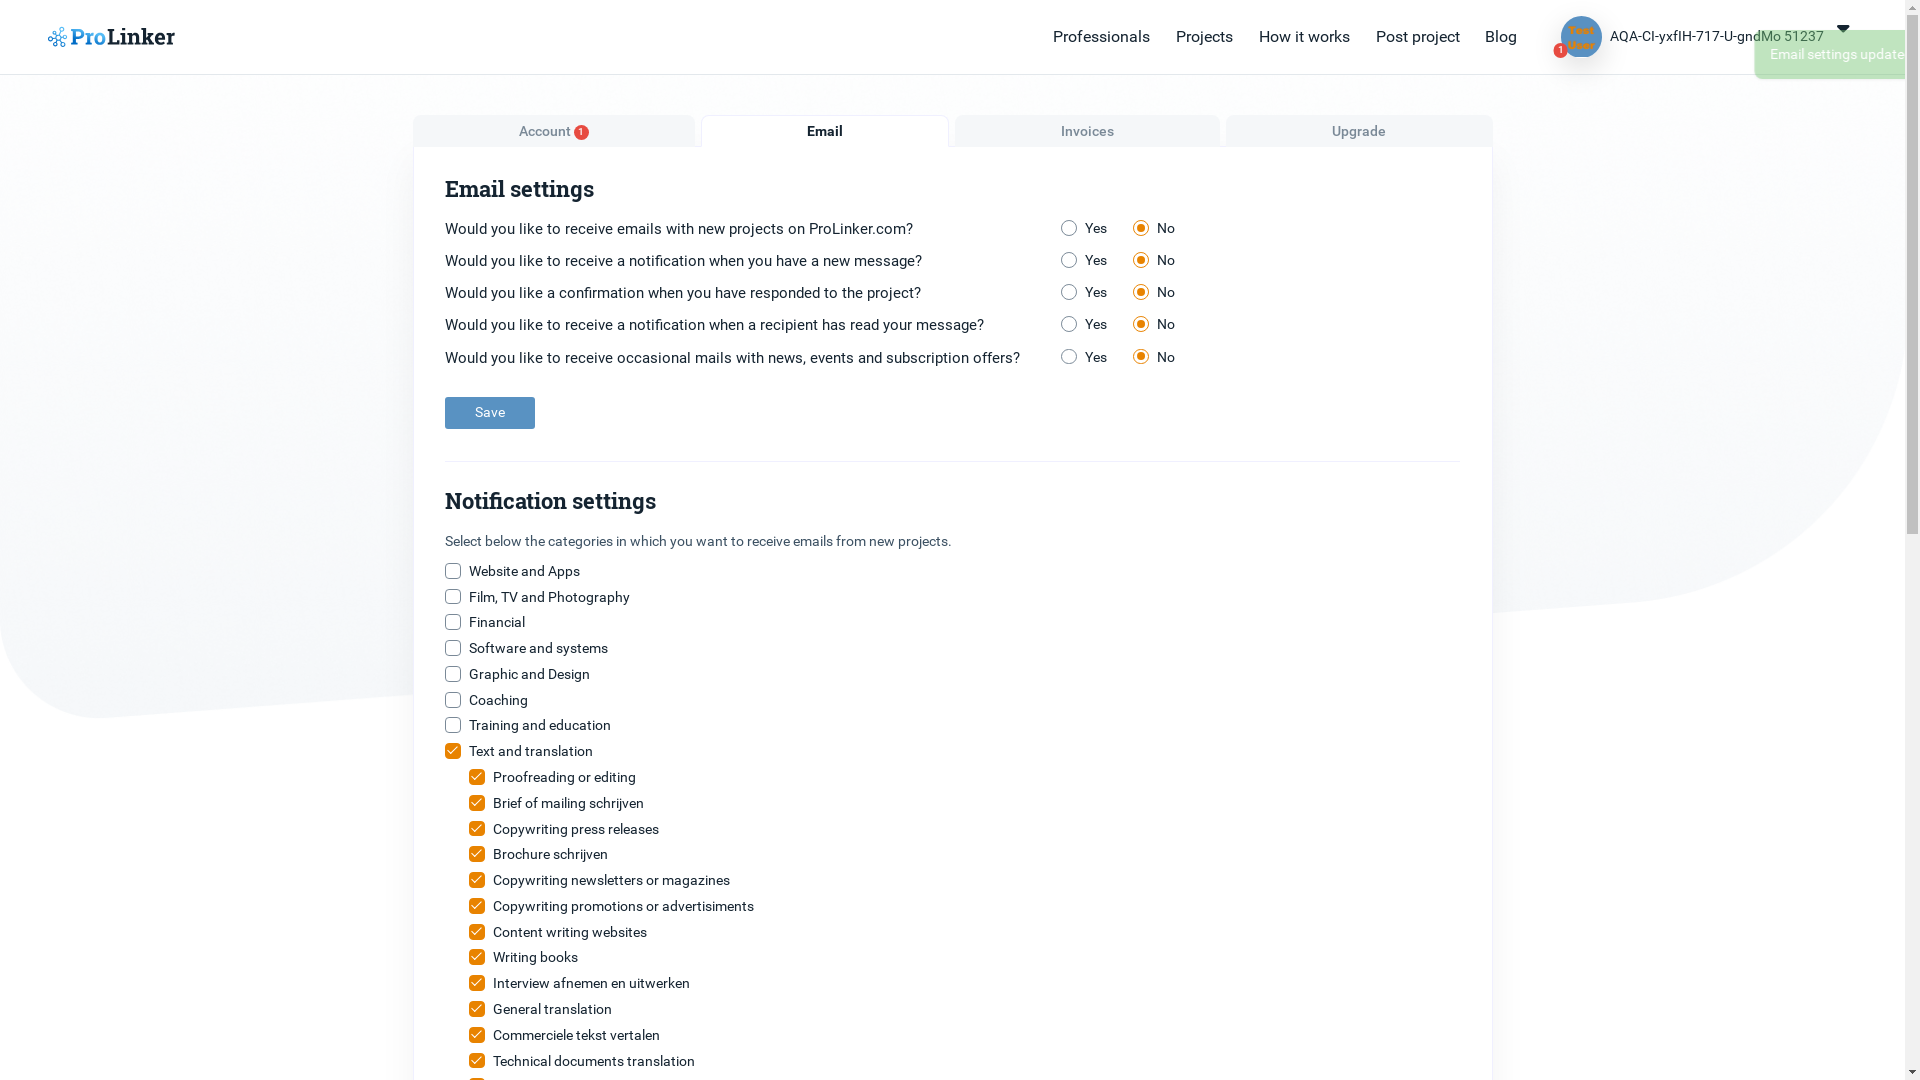 ProLinker
Professionals Projects How it works Post project Blog
Test
User
1
AQA-CI-yxfIH-717-U-gndMo 51237
Email settings update
Account 1 Email Invoices Upgrade
Email settings
Would you like to receive emails with new projects on ProLinker.com? Yes No
Would you like to receive a notification when you have a new message? Yes No
Would you like a confirmation when you have responded to the project? Yes No
Would you like to receive a notification when a recipient has read your message? Yes No
Would you like to receive occasional mails with news, events and subscription offers? Yes No
Save
Notification settings
Select below the categories in which you want to receive emails from new projects.
Website and Apps
Film, TV and Photography
Financial
Software and systems
Graphic and Design
Coaching
Training and education
Text and translation
Proofreading or editing
Brief of mailing schrijven
Copywriting press releases
Brochure schrijven
Copywriting newsletters or magazines
Copywriting promotions or advertisiments
Content writing websites
Writing books
Interview afnemen en uitwerken
General translation
Commerciele tekst vertalen
Technical documents translation